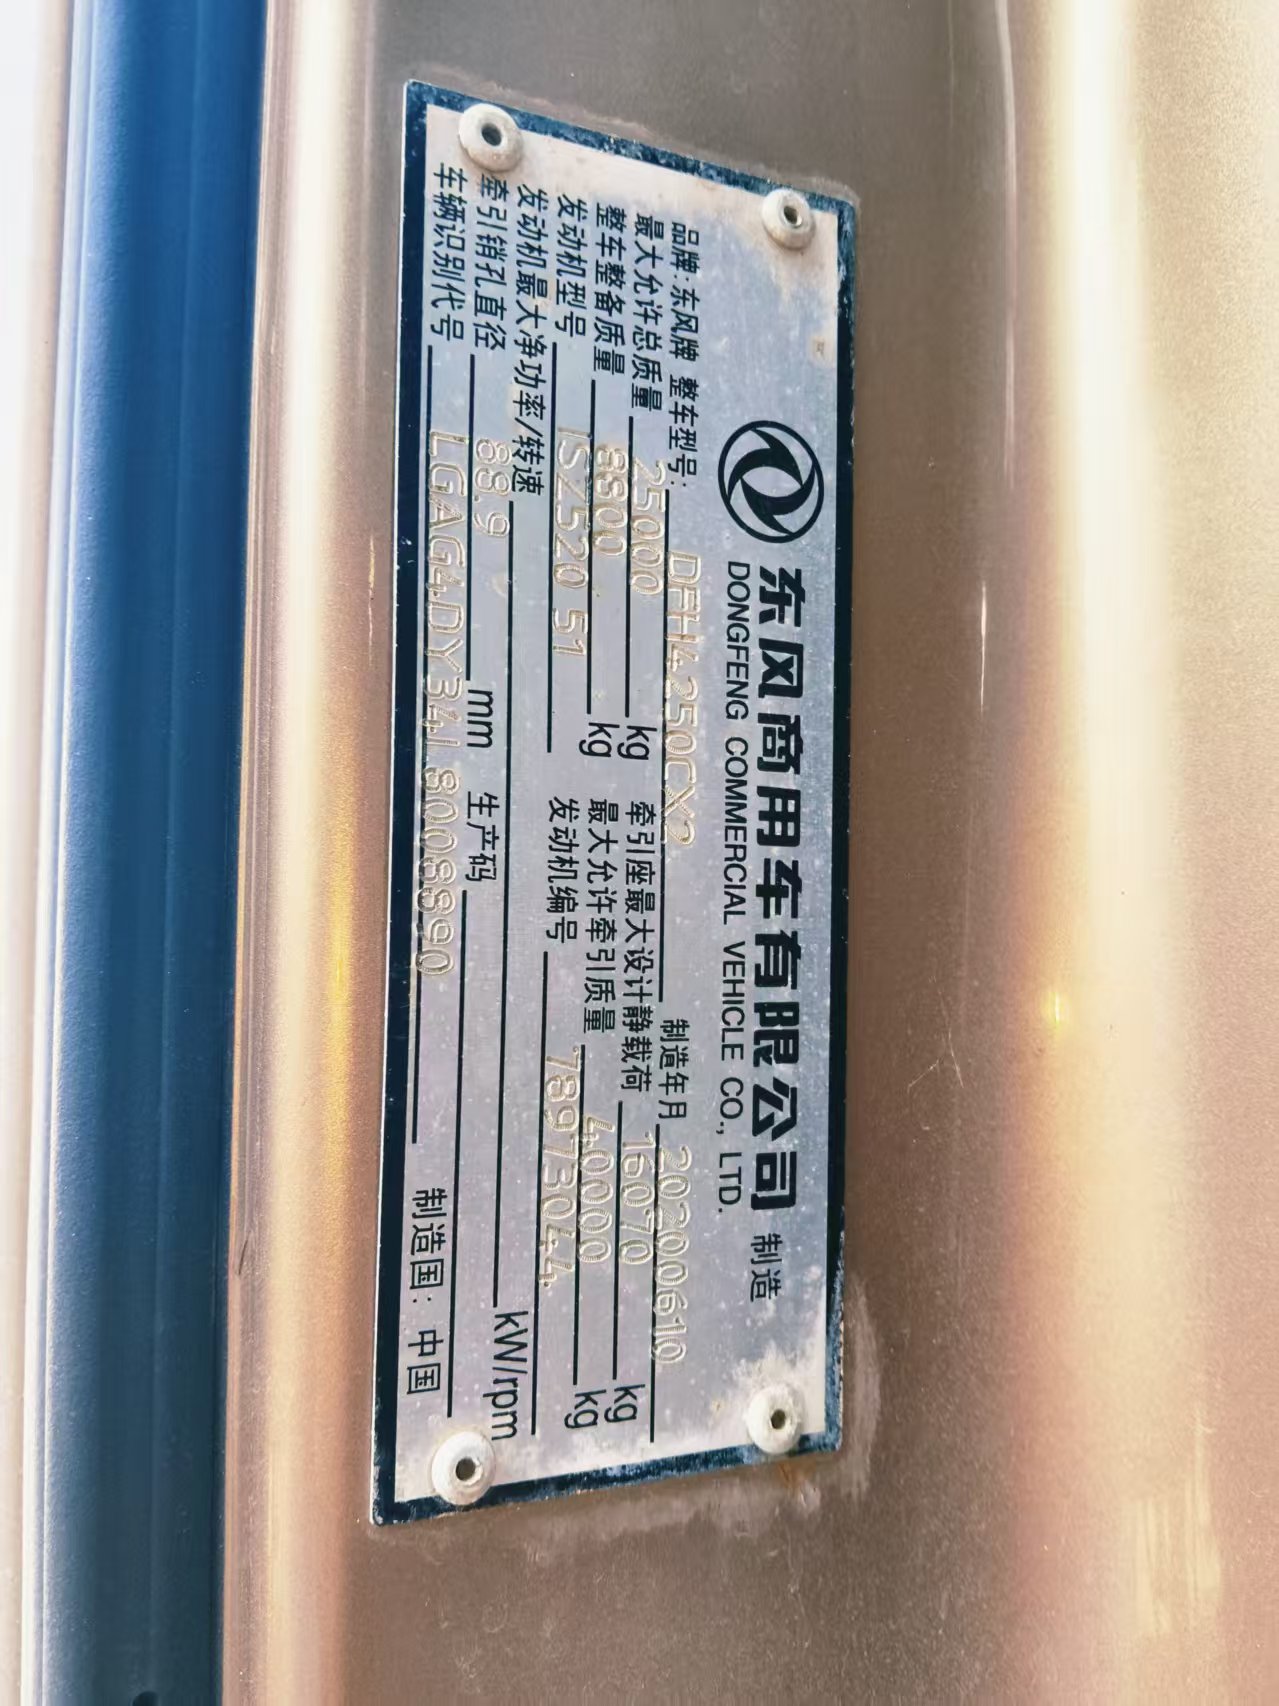 东风商用车有限公司 制造
DONGFENG COMMERCIAL VEHICLE CO., LTD.
品牌:东风牌 整车型号: DFH4250CX2 制造年月 20200610
最大允许总质量 25000 kg 牵引座最大设计静载荷 16070 kg
整车整备质量 8800 kg 最大允许牵引质量 40000 kg
发动机型号 ISZ520 51 发动机编号 78973044
发动机最大净功率/转速 kW/rpm
牵引销孔直径 88.9 mm 生产码
车辆识别代号 LGAG4DY34L8008890 制造国: 中国